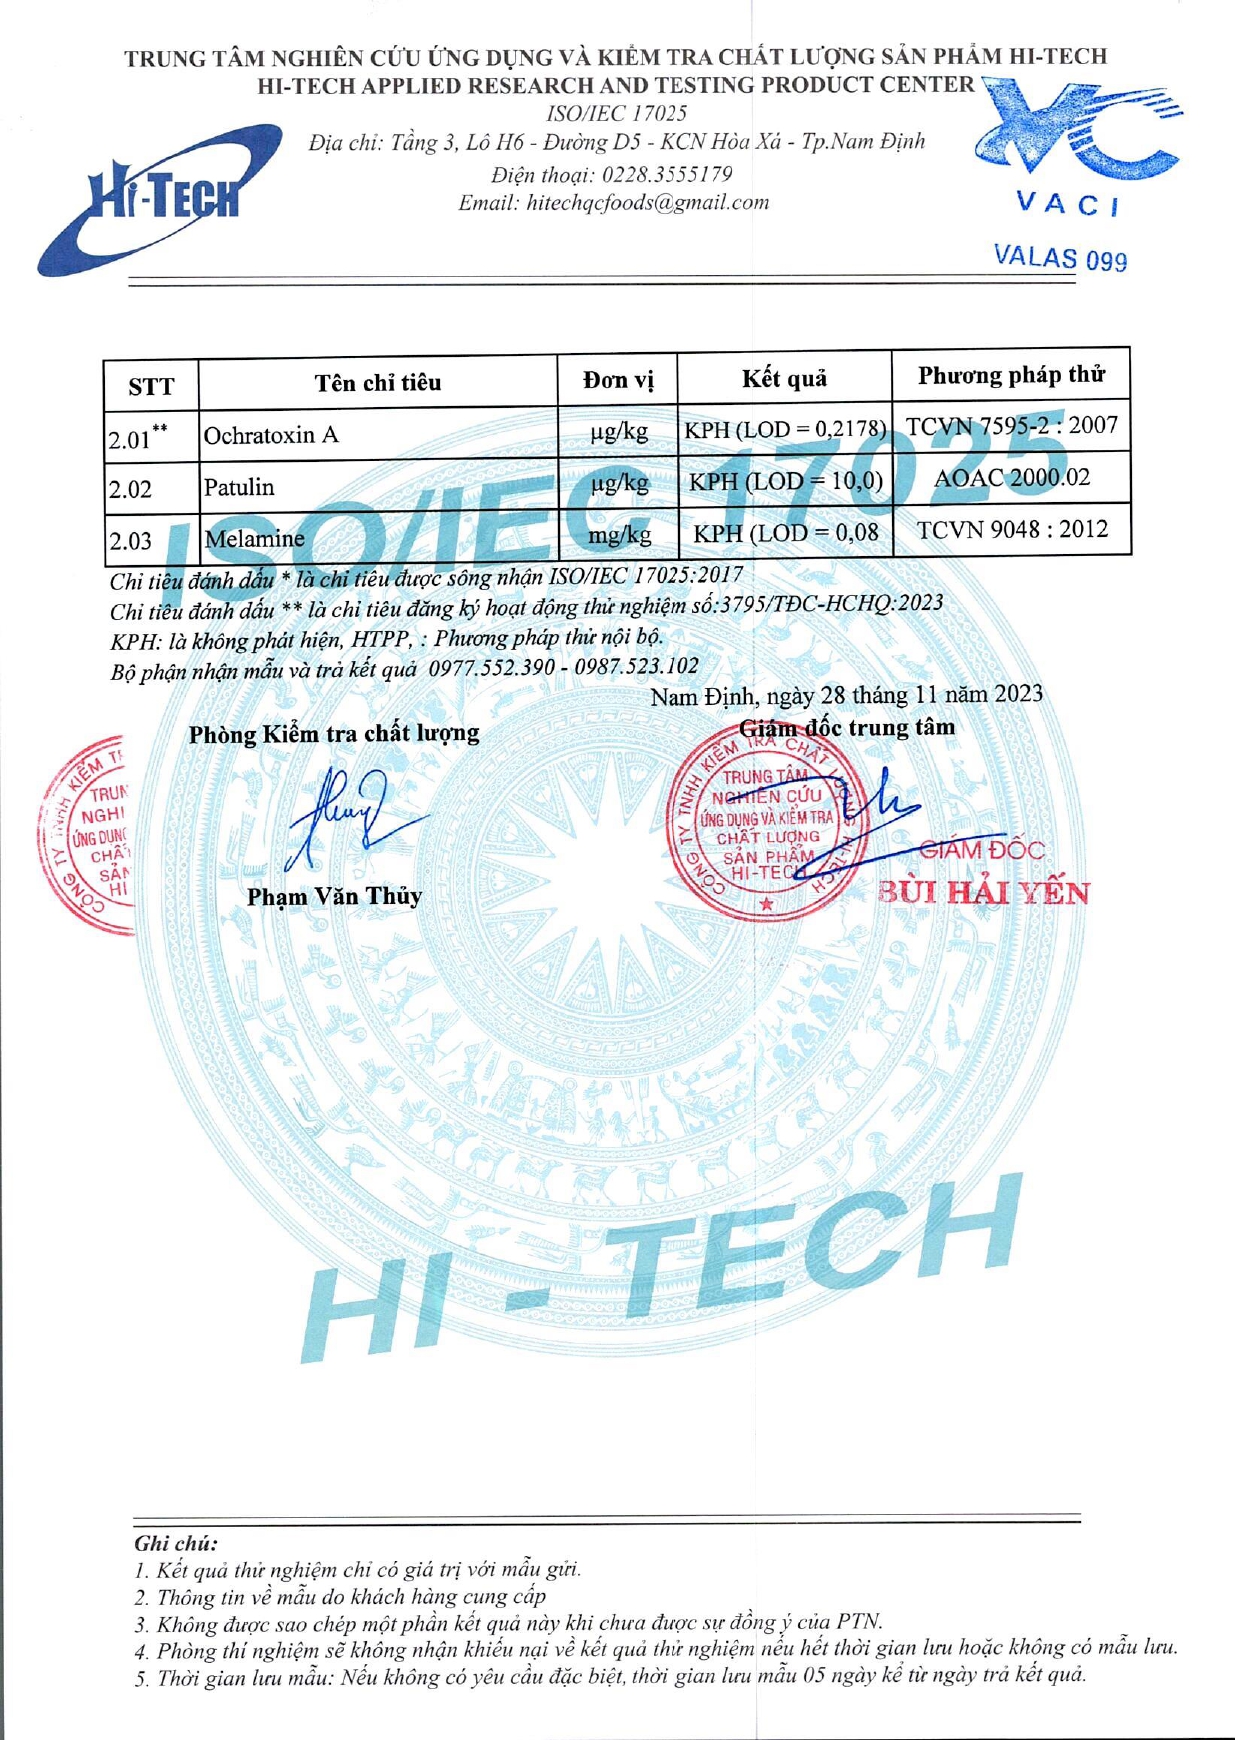 TRUNG TÂM NGHIÊN CỨU ỨNG DỤNG VÀ KIỂM TRA CHẤT LƯỢNG SẢN PHẨM HI-TECH
HI-TECH APPLIED RESEARCH AND TESTING PRODUCT CENTER
ISO/IEC 17025
Địa chỉ: Tầng 3, Lô H6 - Đường D5 - KCN Hòa Xá - Tp.Nam Định
Điện thoại: 0228.3555179
Email: hitechqcfoods@gmail.com
Hi-TECH
VACI
VALAS 099
STT Tên chỉ tiêu Đơn vị Kết quả Phương pháp thử
2.01** Ochratoxin A µg/kg KPH (LOD = 0,2178) TCVN 7595-2 : 2007
2.02 Patulin µg/kg KPH (LOD = 10,0) AOAC 2000.02
2.03 Melamine mg/kg KPH (LOD = 0,08 TCVN 9048 : 2012
ISO/IEC 17025
Chỉ tiêu đánh dấu * là chỉ tiêu được sông nhận ISO/IEC 17025:2017
Chỉ tiêu đánh dấu ** là chỉ tiêu đăng ký hoạt động thử nghiệm số:3795/TĐC-HCHQ:2023
KPH: là không phát hiện, HTPP, : Phương pháp thử nội bộ.
Bộ phận nhận mẫu và trả kết quả 0977.552.390 - 0987.523.102
Nam Định, ngày 28 tháng 11 năm 2023
Phòng Kiểm tra chất lượng Giám đốc trung tâm
CÔNG TY TNHH KIỂM T
TRUN
NGHI
ỨNG DỤNG
CHẤT
SẢN
HI
CÔNG TY TNHH KIỂM TRA CHẤT LƯỢNG HI-TECH
TRUNG TÂM
NGHIÊN CỨU
ỨNG DỤNG VÀ KIỂM TRA
CHẤT LƯỢNG
SẢN PHẨM
HI-TECH
GIÁM ĐỐC
Phạm Văn Thủy BÙI HẢI YẾN
HI - TECH
Ghi chú:
1. Kết quả thử nghiệm chỉ có giá trị với mẫu gửi.
2. Thông tin về mẫu do khách hàng cung cấp
3. Không được sao chép một phần kết quả này khi chưa được sự đồng ý của PTN.
4. Phòng thí nghiệm sẽ không nhận khiếu nại về kết quả thử nghiệm nếu hết thời gian lưu hoặc không có mẫu lưu.
5. Thời gian lưu mẫu: Nếu không có yêu cầu đặc biệt, thời gian lưu mẫu 05 ngày kể từ ngày trả kết quả.